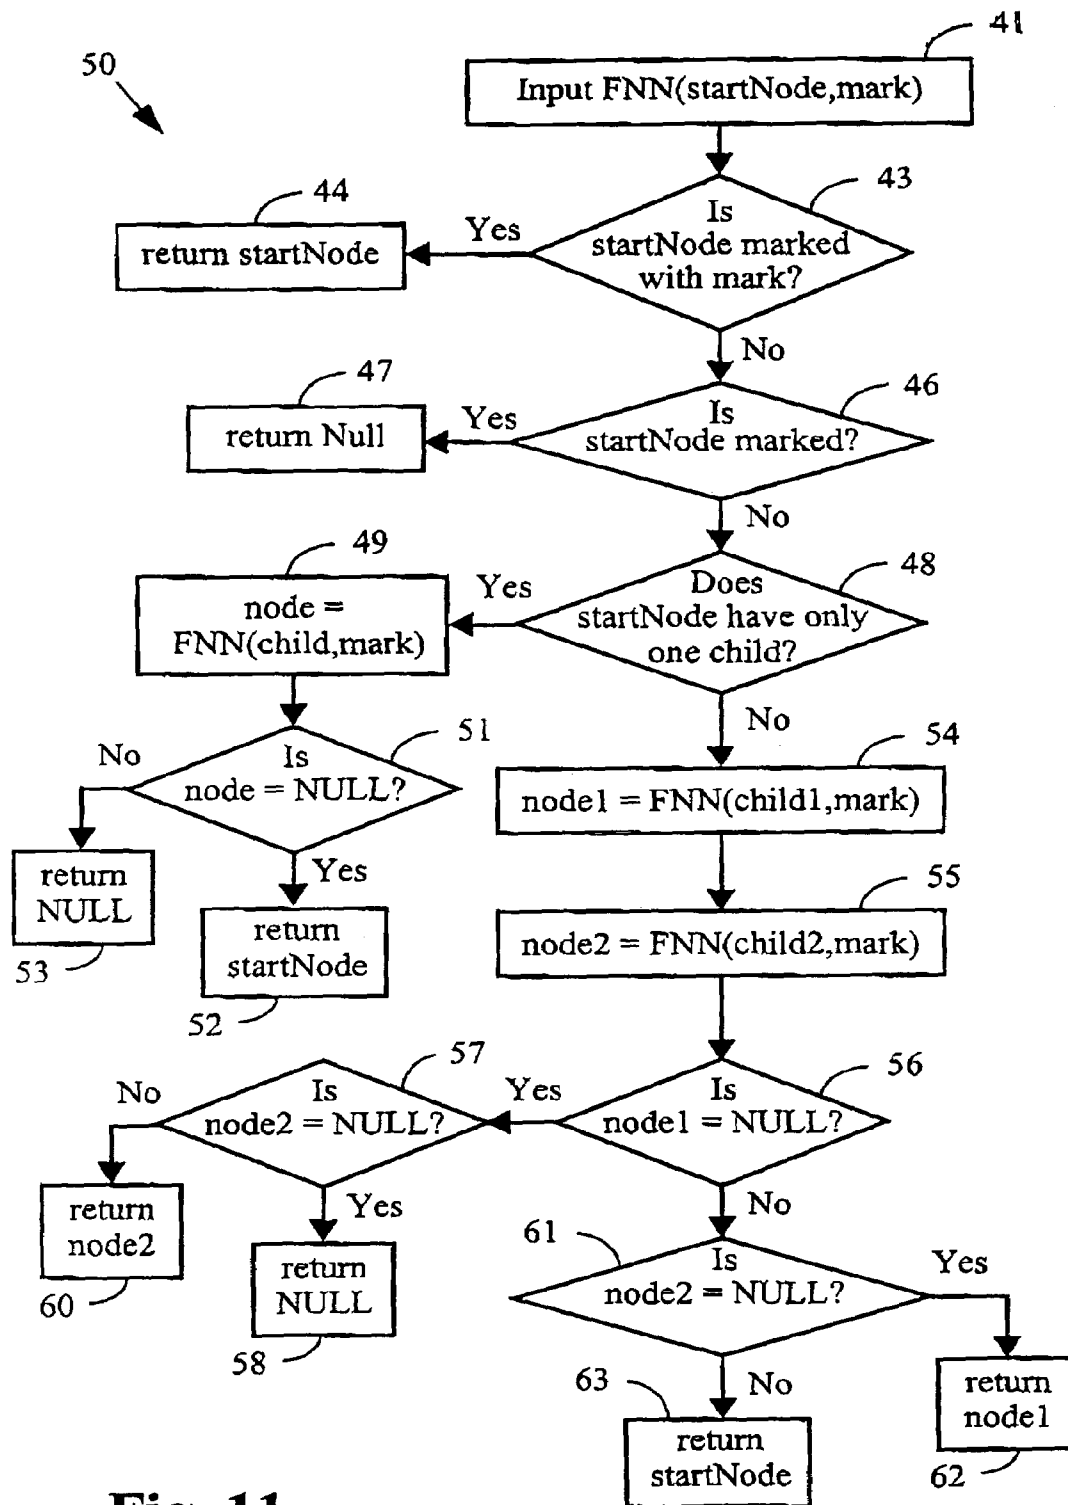 41
50
Input FNN(startNode,mark)
43
44
Is
startNode marked
with mark?
Yes
return startNode
No
47
46
Is
startNode marked?
Yes
return Null
No
49
48
Does
startNode have only
one child?
Yes
node =
FNN(child,mark)
No
51
54
Is
node = NULL?
No
node1 = FNN(child1,mark)
return
NULL
53
Yes
55
return
startNode
52
node2 = FNN(child2,mark)
57
56
Is
node1 = NULL?
Yes
Is
node2 = NULL?
No
return
node2
60
Yes
return
NULL
58
No
61
Is
node2 = NULL?
Yes
return
node1
62
No
63
return
startNode
Fig. 11